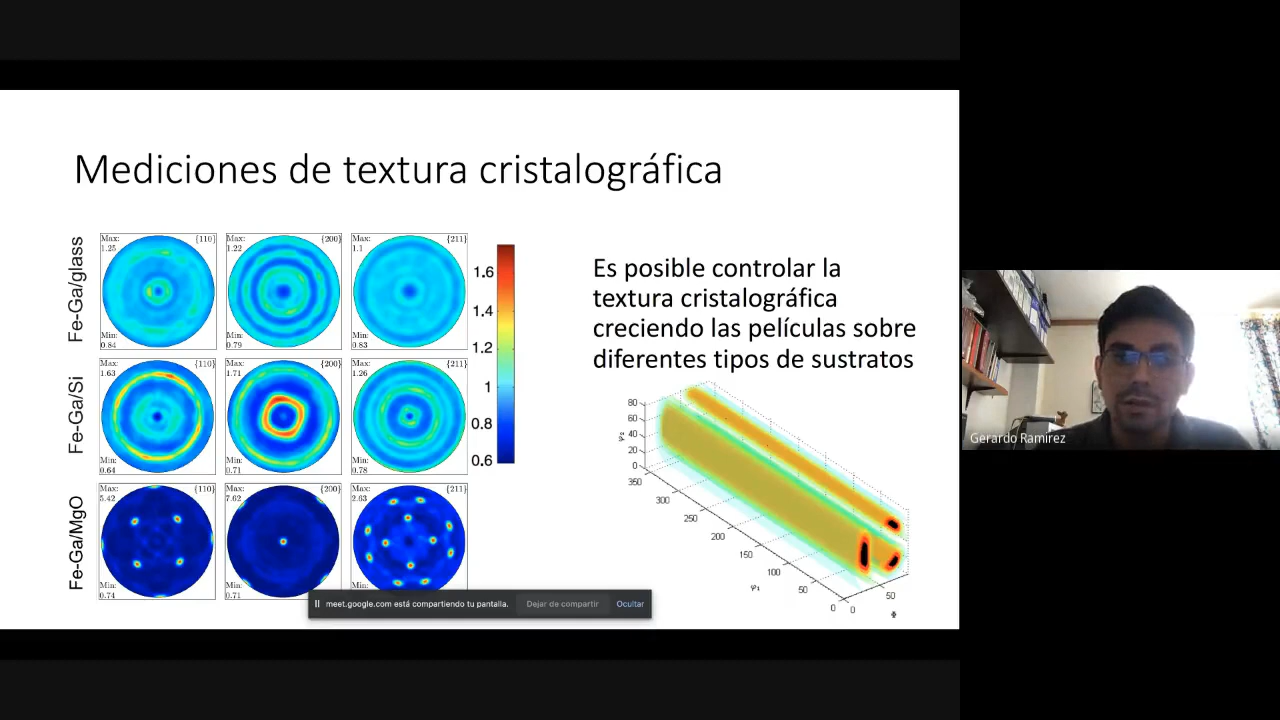 Mediciones de textura cristalográfica
Fe-Ga/glass
Max:
1.25
{110}
Min:
0.84
Max:
1.22
{200}
Min:
0.79
Max:
1.1
{211}
Min:
0.83
Fe-Ga/Si
Max:
1.63
{110}
Min:
0.64
Max:
1.71
{200}
Min:
0.71
Max:
1.26
{211}
Min:
0.78
Fe-Ga/MgO
Max:
5.42
{110}
Min:
0.74
Max:
7.62
{200}
Min:
0.71
Max:
2.63
{211}
1.6
1.4
1.2
1
0.8
0.6
Es posible controlar la
textura cristalográfica
creciendo las películas sobre
diferentes tipos de sustratos
80
60
40
20
0
φ₂
350
300
250
200
150
100
50
0
φ₁
0
50
Φ
meet.google.com está compartiendo tu pantalla.
Dejar de compartir
Ocultar
Gerardo Ramírez